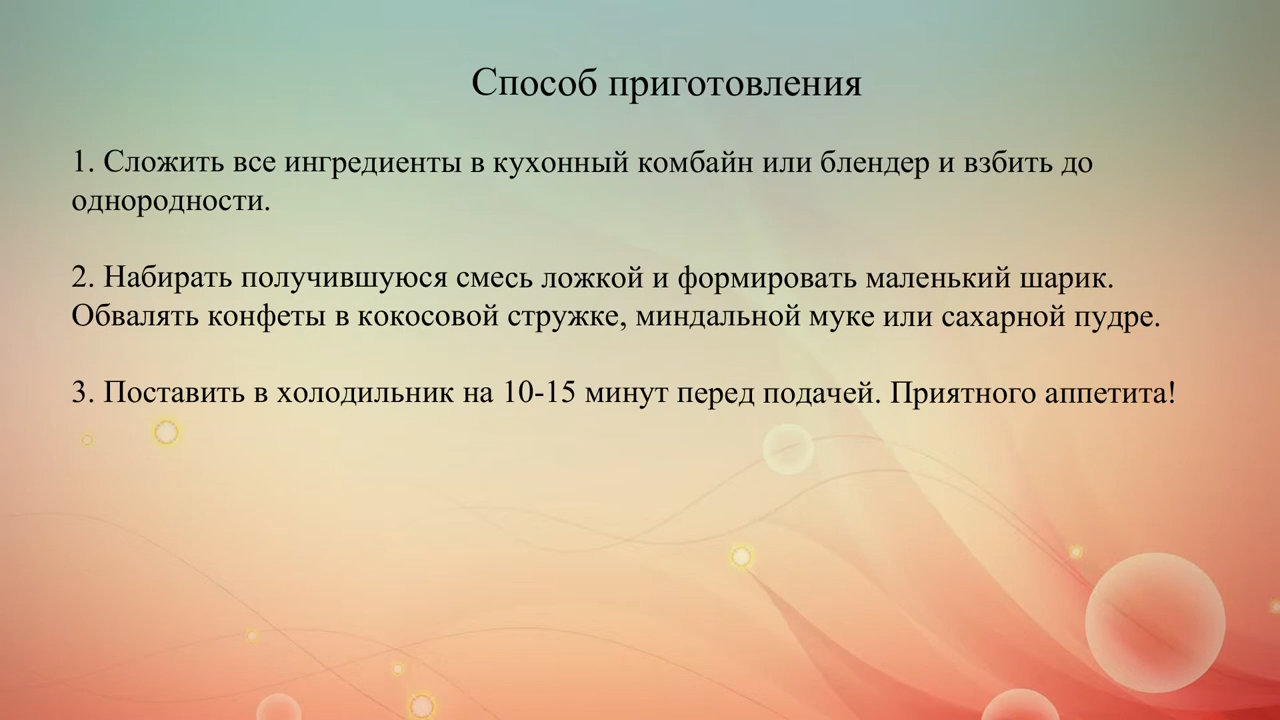 Способ приготовления
1. Сложить все ингредиенты в кухонный комбайн или блендер и взбить до
однородности.
2. Набирать получившуюся смесь ложкой и формировать маленький шарик.
Обвалять конфеты в кокосовой стружке, миндальной муке или сахарной пудре.
3. Поставить в холодильник на 10-15 минут перед подачей. Приятного аппетита!